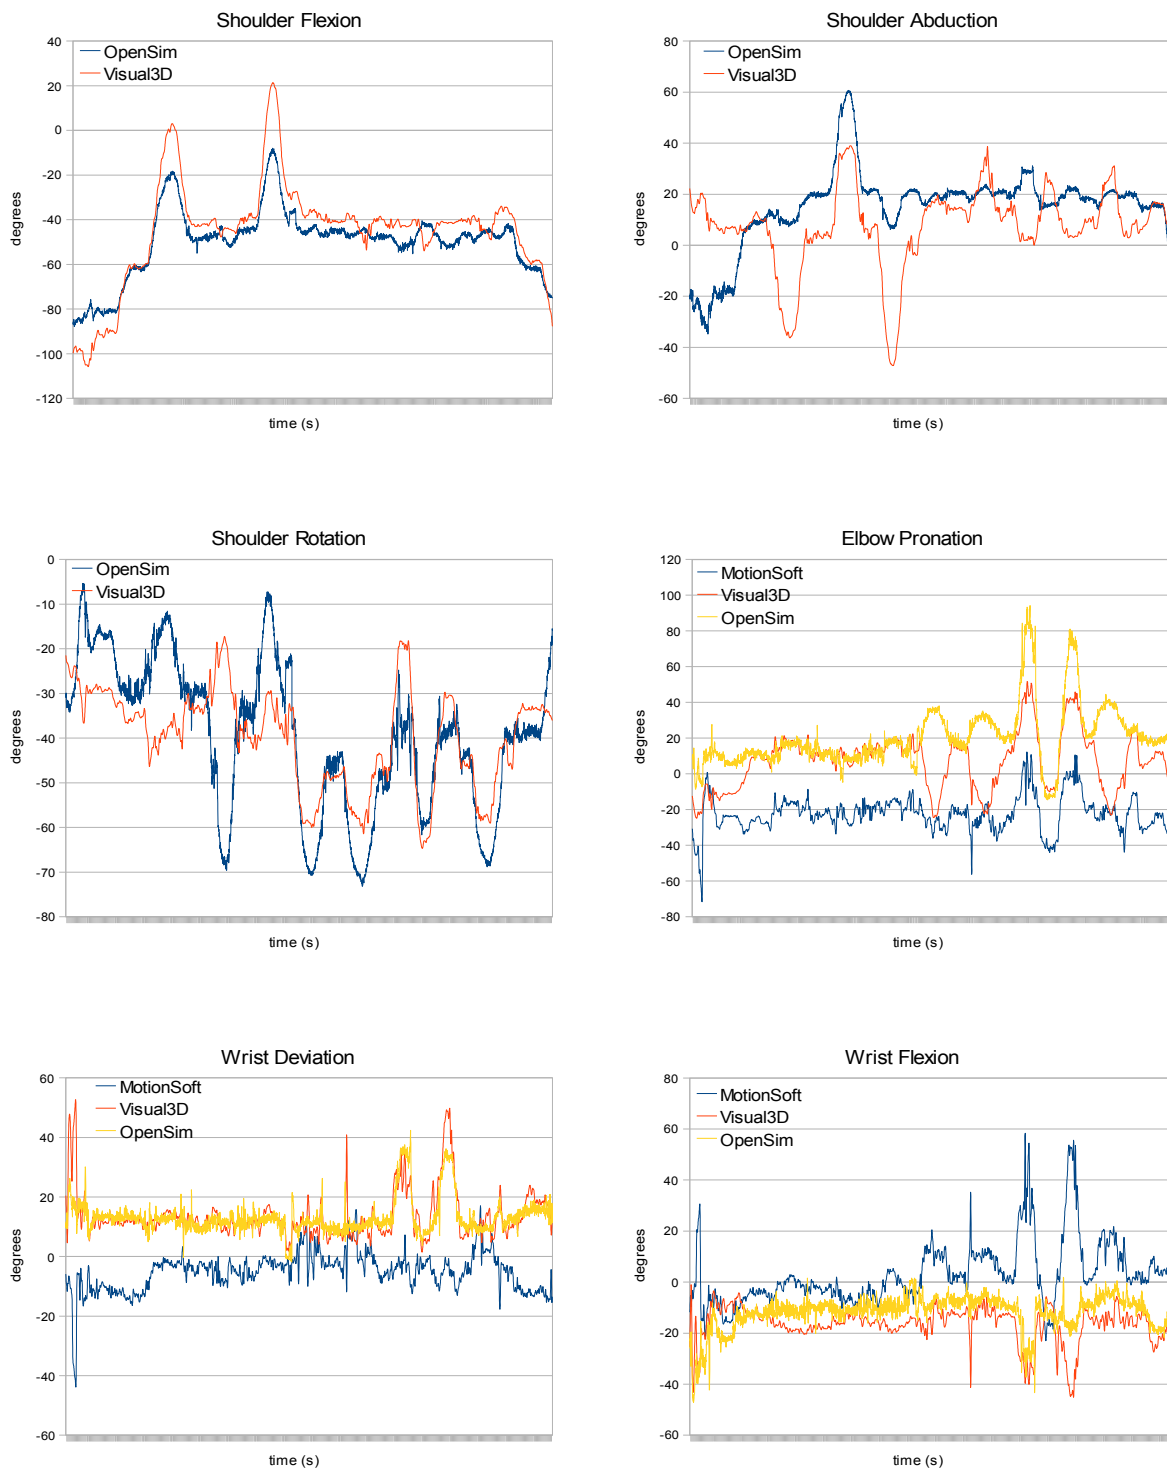 Shoulder Flexion
OpenSim
Visual3D
degrees
40
20
0
-20
-40
-60
-80
-100
-120
time (s)
Shoulder Abduction
OpenSim
Visual3D
degrees
80
60
40
20
0
-20
-40
-60
time (s)
Shoulder Rotation
OpenSim
Visual3D
degrees
0
-10
-20
-30
-40
-50
-60
-70
-80
time (s)
Elbow Pronation
MotionSoft
Visual3D
OpenSim
degrees
120
100
80
60
40
20
0
-20
-40
-60
-80
time (s)
Wrist Deviation
MotionSoft
Visual3D
OpenSim
degrees
60
40
20
0
-20
-40
-60
time (s)
Wrist Flexion
MotionSoft
Visual3D
OpenSim
degrees
80
60
40
20
0
-20
-40
-60
time (s)